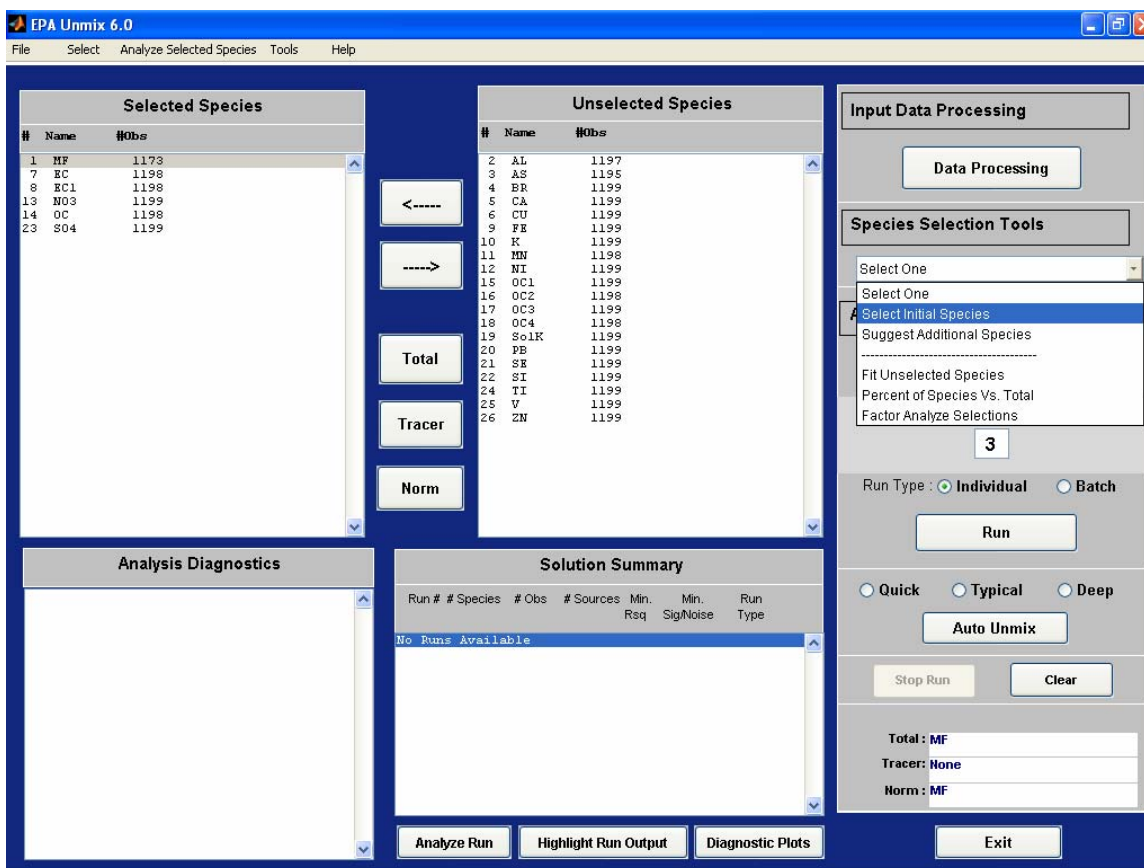 EPA Unmix 6.0
File Select Analyze Selected Species Tools Help
Selected Species
# Name #Obs
1 MF 1173
7 EC 1198
8 EC1 1198
13 NO3 1199
14 OC 1198
23 SO4 1199
<-----
----->
Total
Tracer
Norm
Unselected Species
# Name #Obs
2 AL 1197
3 AS 1195
4 BR 1199
5 CA 1199
6 CU 1199
9 FE 1199
10 K 1199
11 MN 1198
12 NI 1199
15 OC1 1199
16 OC2 1198
17 OC3 1199
18 OC4 1198
19 SolK 1199
20 PB 1199
21 SE 1199
22 SI 1199
24 TI 1199
25 V 1199
26 ZN 1199
Input Data Processing
Data Processing
Species Selection Tools
Select One
Select One
Select Initial Species
Suggest Additional Species
--------------------------------------
Fit Unselected Species
Percent of Species Vs. Total
Factor Analyze Selections
3
Run Type : Individual Batch
Run
Quick Typical Deep
Auto Unmix
Stop Run Clear
Total : MF
Tracer: None
Norm : MF
Analysis Diagnostics
Solution Summary
Run # # Species # Obs # Sources Min. Min. Run
Rsq Sig/Noise Type
No Runs Available
Analyze Run Highlight Run Output Diagnostic Plots Exit